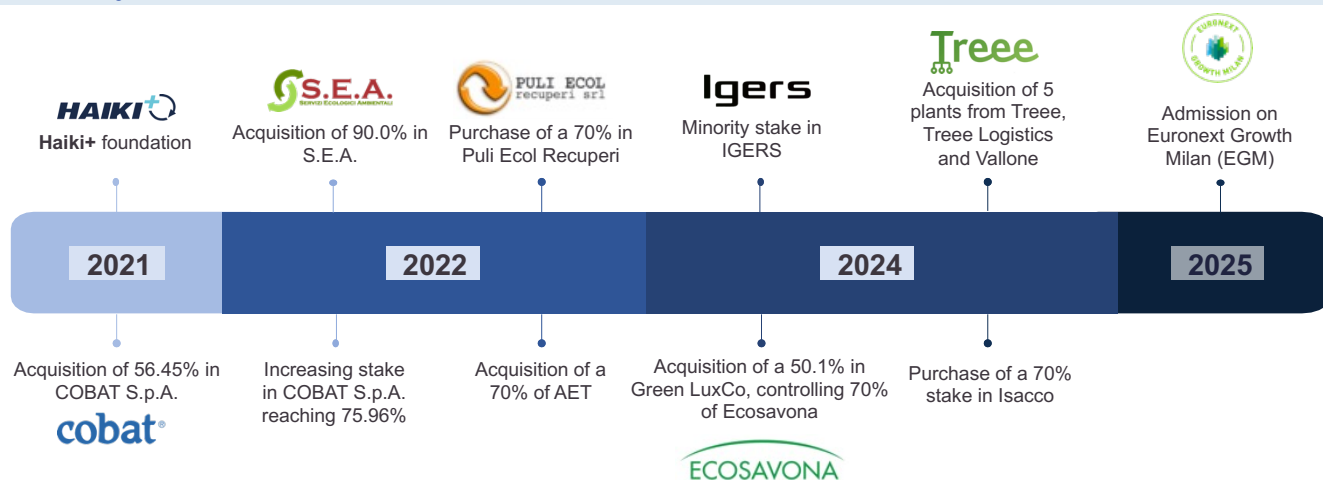 HAIKI+
Haiki+ foundation
S.E.A.
SERVIZI ECOLOGICI AMBIENTALI
Acquisition of 90.0% in
S.E.A.
PULI ECOL
recuperi srl
Purchase of a 70% in
Puli Ecol Recuperi
Igers
Minority stake in
IGERS
Treee
Acquisition of 5
plants from Treee,
Treee Logistics
and Vallone
EURONEXT
GROWTH MILAN
Admission on
Euronext Growth
Milan (EGM)
2021
2022
2024
2025
Acquisition of 56.45% in
COBAT S.p.A.
cobat®
Increasing stake
in COBAT S.p.A.
reaching 75.96%
Acquisition of a
70% of AET
Acquisition of a 50.1% in
Green LuxCo, controlling 70%
of Ecosavona
ECOSAVONA
Purchase of a 70%
stake in Isacco